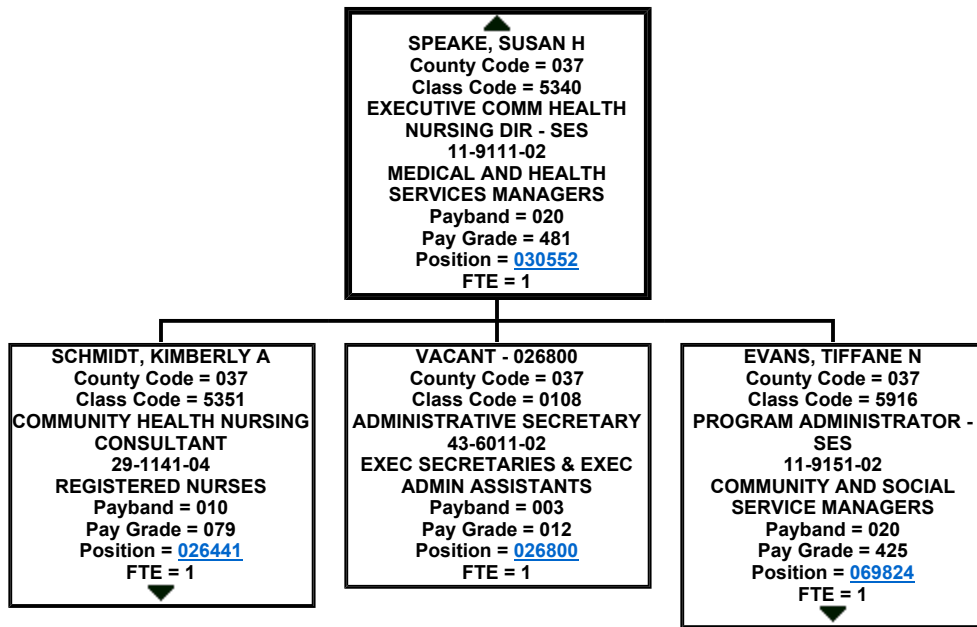 SPEAKE, SUSAN H
County Code = 037
Class Code = 5340
EXECUTIVE COMM HEALTH
NURSING DIR - SES
11-9111-02
MEDICAL AND HEALTH
SERVICES MANAGERS
Payband = 020
Pay Grade = 481
Position = 030552
FTE = 1
SCHMIDT, KIMBERLY A
County Code = 037
Class Code = 5351
COMMUNITY HEALTH NURSING
CONSULTANT
29-1141-04
REGISTERED NURSES
Payband = 010
Pay Grade = 079
Position = 026441
FTE = 1
VACANT - 026800
County Code = 037
Class Code = 0108
ADMINISTRATIVE SECRETARY
43-6011-02
EXEC SECRETARIES & EXEC
ADMIN ASSISTANTS
Payband = 003
Pay Grade = 012
Position = 026800
FTE = 1
EVANS, TIFFANE N
County Code = 037
Class Code = 5916
PROGRAM ADMINISTRATOR -
SES
11-9151-02
COMMUNITY AND SOCIAL
SERVICE MANAGERS
Payband = 020
Pay Grade = 425
Position = 069824
FTE = 1